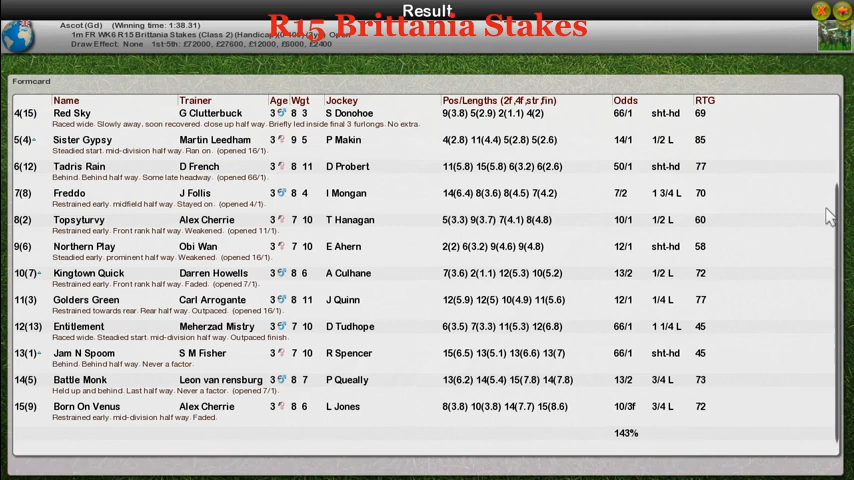 Result
R15 Brittania Stakes
Ascot(Gd) (Winning time: 1:38.31)
1m FR WK6 R15 Brittania Stakes (Class 2) (Handicap)
Draw Effect: None 1st-5th: £72000, £27600, £12000, £6000, £2400
Formcard
Name Trainer Age Wgt Jockey Pos/Lengths (2f,4f,str,fin) Odds RTG
4(15) Red Sky G Clutterbuck 3 8 3 S Donohoe 9(3.8) 5(2.9) 2(1.1) 4(2) 66/1 sht-hd 69
Raced wide. Slowly away, soon recovered. close up half way. Briefly led inside final 3 furlongs. No extra.
5(4) Sister Gypsy Martin Leedham 3 9 5 P Makin 4(2.8) 11(4.4) 5(2.8) 5(2.6) 14/1 1/2 L 85
Steadied start. mid-division half way. Ran on. (opened 16/1).
6(12) Tadris Rain D French 3 8 11 D Probert 11(5.8) 15(5.8) 6(3.2) 6(2.6) 50/1 sht-hd 77
Behind. Behind half way. Some late headway. (opened 66/1).
7(8) Freddo J Follis 3 8 4 I Mongan 14(6.4) 8(3.6) 8(4.5) 7(4.2) 7/2 1 3/4 L 70
Restrained early. midfield half way. Stayed on. (opened 4/1).
8(2) Topsyturvy Alex Cherrie 3 7 10 T Hanagan 5(3.3) 9(3.7) 7(4.1) 8(4.8) 10/1 1/2 L 60
Restrained early. Front rank half way. Weakened. (opened 11/1).
9(6) Northern Play Obi Wan 3 7 10 E Ahern 2(2) 6(3.2) 9(4.6) 9(4.8) 12/1 sht-hd 58
Steadied early. prominent half way. Weakened. (opened 16/1).
10(7) Kingtown Quick Darren Howells 3 8 6 A Culhane 7(3.6) 2(1.1) 12(5.3) 10(5.2) 13/2 1/2 L 72
Restrained early. Front rank half way. Faded. (opened 7/1).
11(3) Golders Green Carl Arrogante 3 8 11 J Quinn 12(5.9) 12(5) 10(4.9) 11(5.6) 12/1 1/4 L 77
Restrained towards rear. Rear half way. Outpaced. (opened 16/1).
12(13) Entitlement Meherzad Mistry 3 7 10 D Tudhope 6(3.5) 7(3.3) 11(5.3) 12(6.8) 66/1 1 1/4 L 45
Raced wide. Steadied start. mid-division half way. Outpaced finish.
13(1) Jam N Spoom S M Fisher 3 7 10 R Spencer 15(6.5) 13(5.1) 13(6.6) 13(7) 66/1 sht-hd 45
Behind. Behind half way. Never a factor.
14(5) Battle Monk Leon van rensburg 3 8 7 P Queally 13(6.2) 14(5.4) 15(7.8) 14(7.8) 13/2 3/4 L 73
Held up and behind. Last half way. Never a factor. (opened 7/1).
15(9) Born On Venus Alex Cherrie 3 8 6 L Jones 8(3.8) 10(3.8) 14(7.7) 15(8.6) 10/3f 3/4 L 72
Restrained early. mid-division half way. Faded.
143%